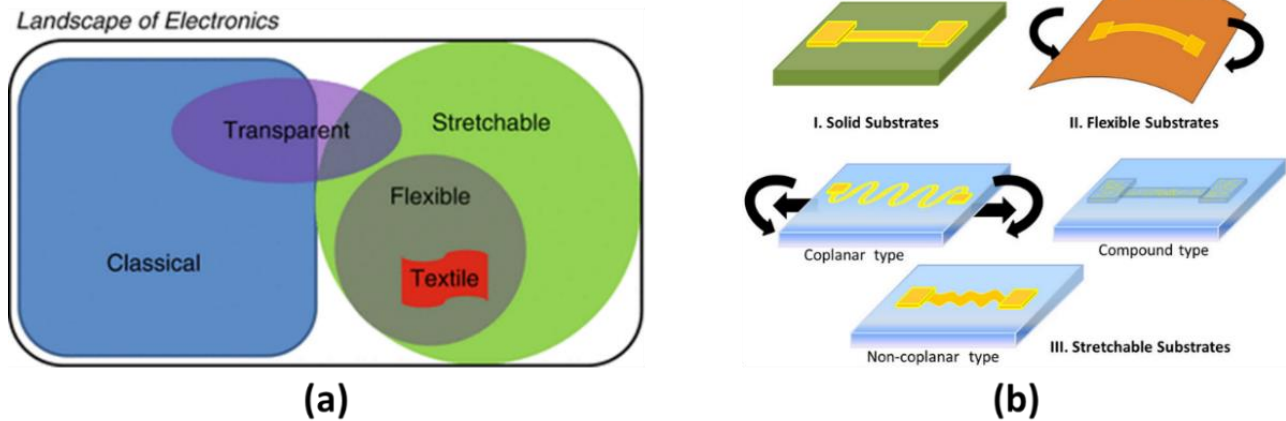 Landscape of Electronics
Transparent
Stretchable
Flexible
Classical
Textile
(a)
I. Solid Substrates
II. Flexible Substrates
Coplanar type
Compound type
Non-coplanar type
III. Stretchable Substrates
(b)